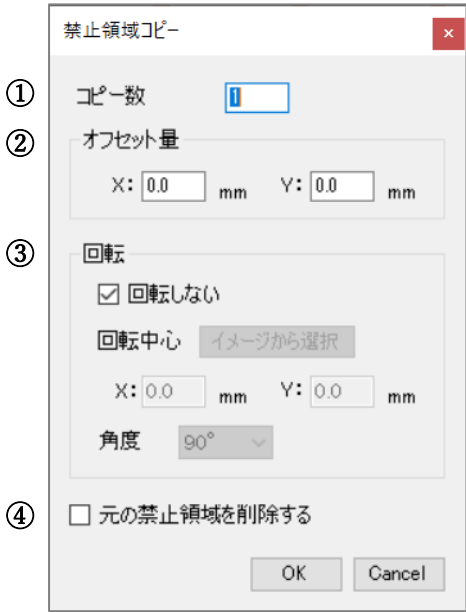 禁止領域コピー
×
① コピー数 1
② オフセット量
X: 0.0 mm Y: 0.0 mm
③ 回転
回転しない
回転中心 イメージから選択
X: 0.0 mm Y: 0.0 mm
角度 90°
④ 元の禁止領域を削除する
OK Cancel